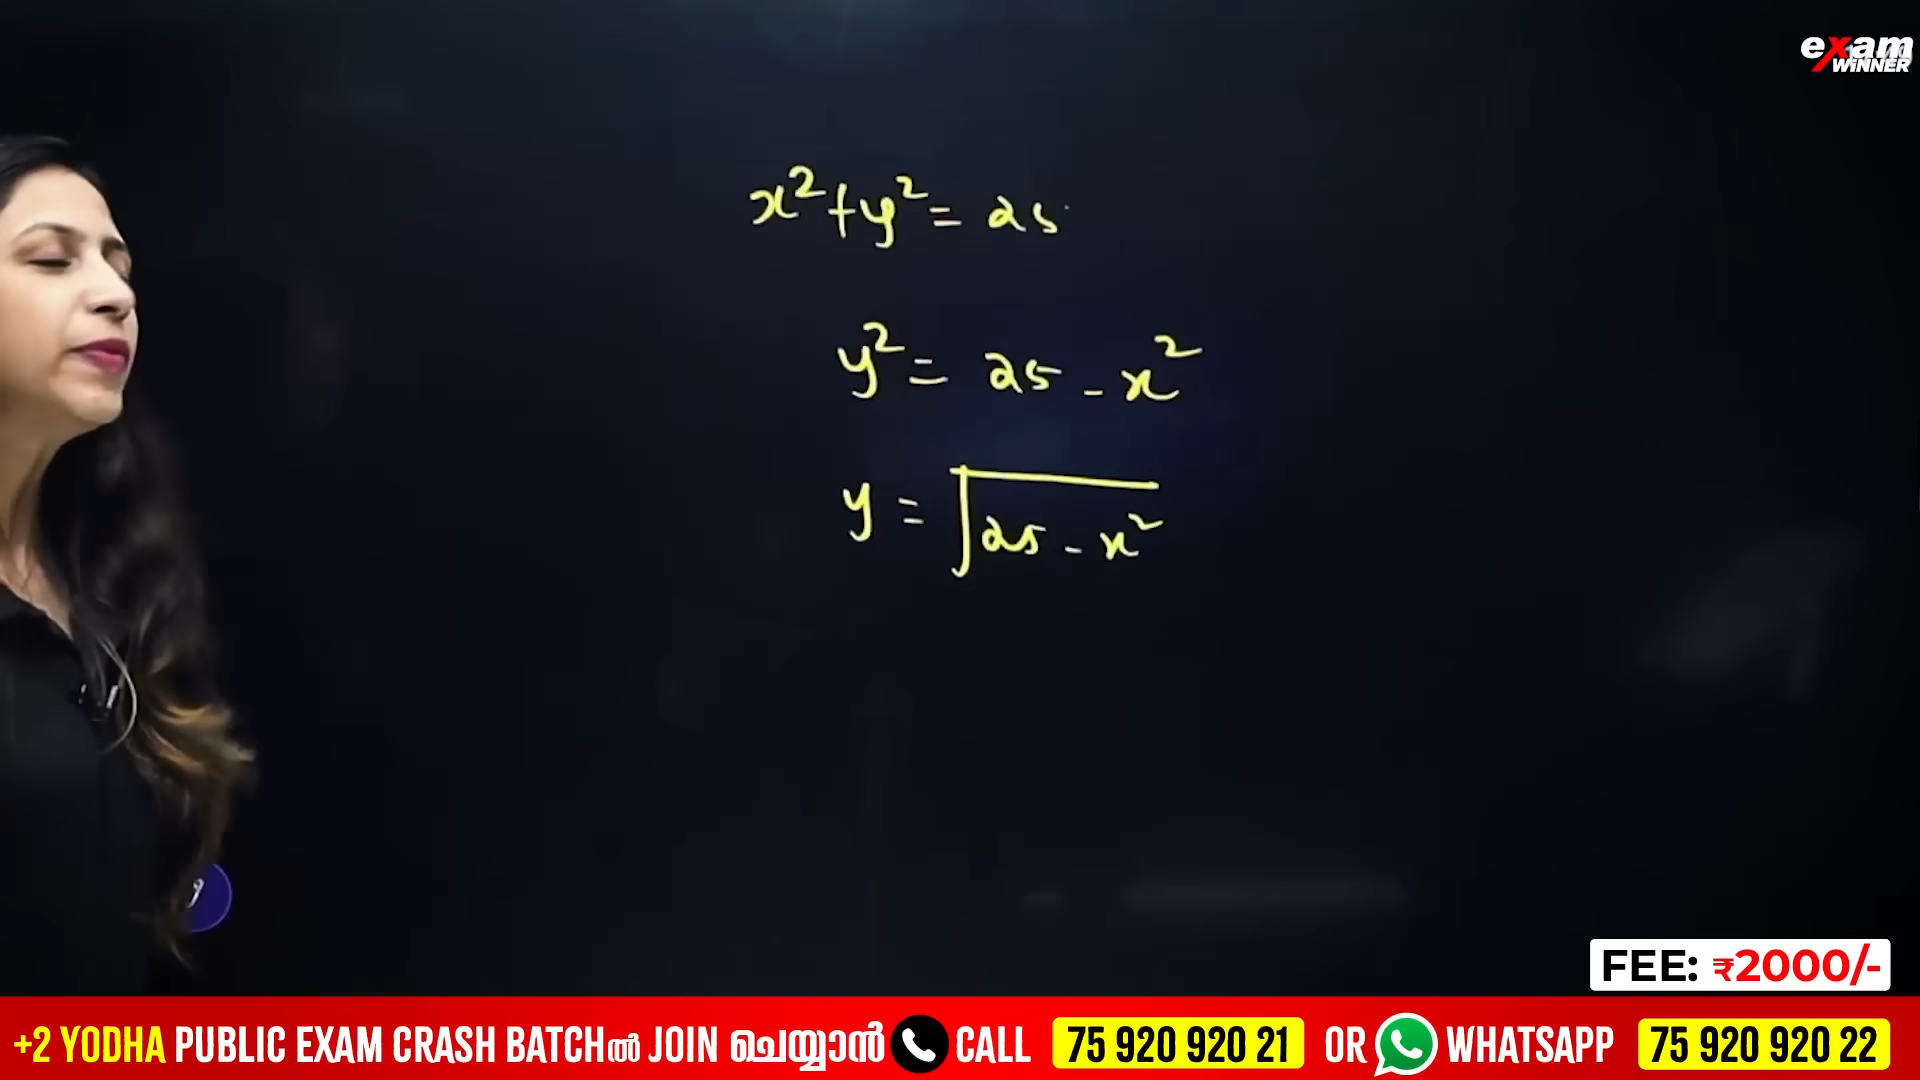 exam
WINNER
x²+y²= 25
y²= 25 - x²
y = √25 - x²
FEE: ₹2000/-
+2 YODHA PUBLIC EXAM CRASH BATCHൽ JOIN ചെയ്യാൻ CALL 75 920 920 21 OR WHATSAPP 75 920 920 22